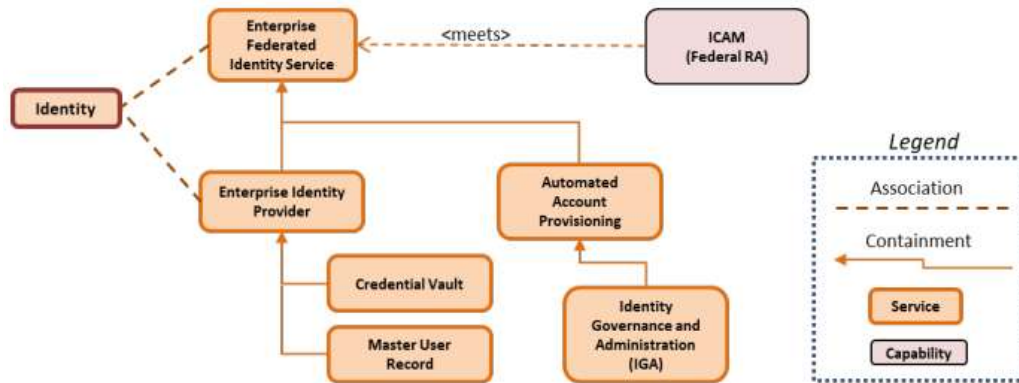 Enterprise
Federated
Identity Service
<meets>
ICAM
(Federal RA)
Identity
Enterprise Identity
Provider
Automated
Account
Provisioning
Credential Vault
Master User
Record
Identity
Governance and
Administration
(IGA)
Legend
Association
Containment
Service
Capability